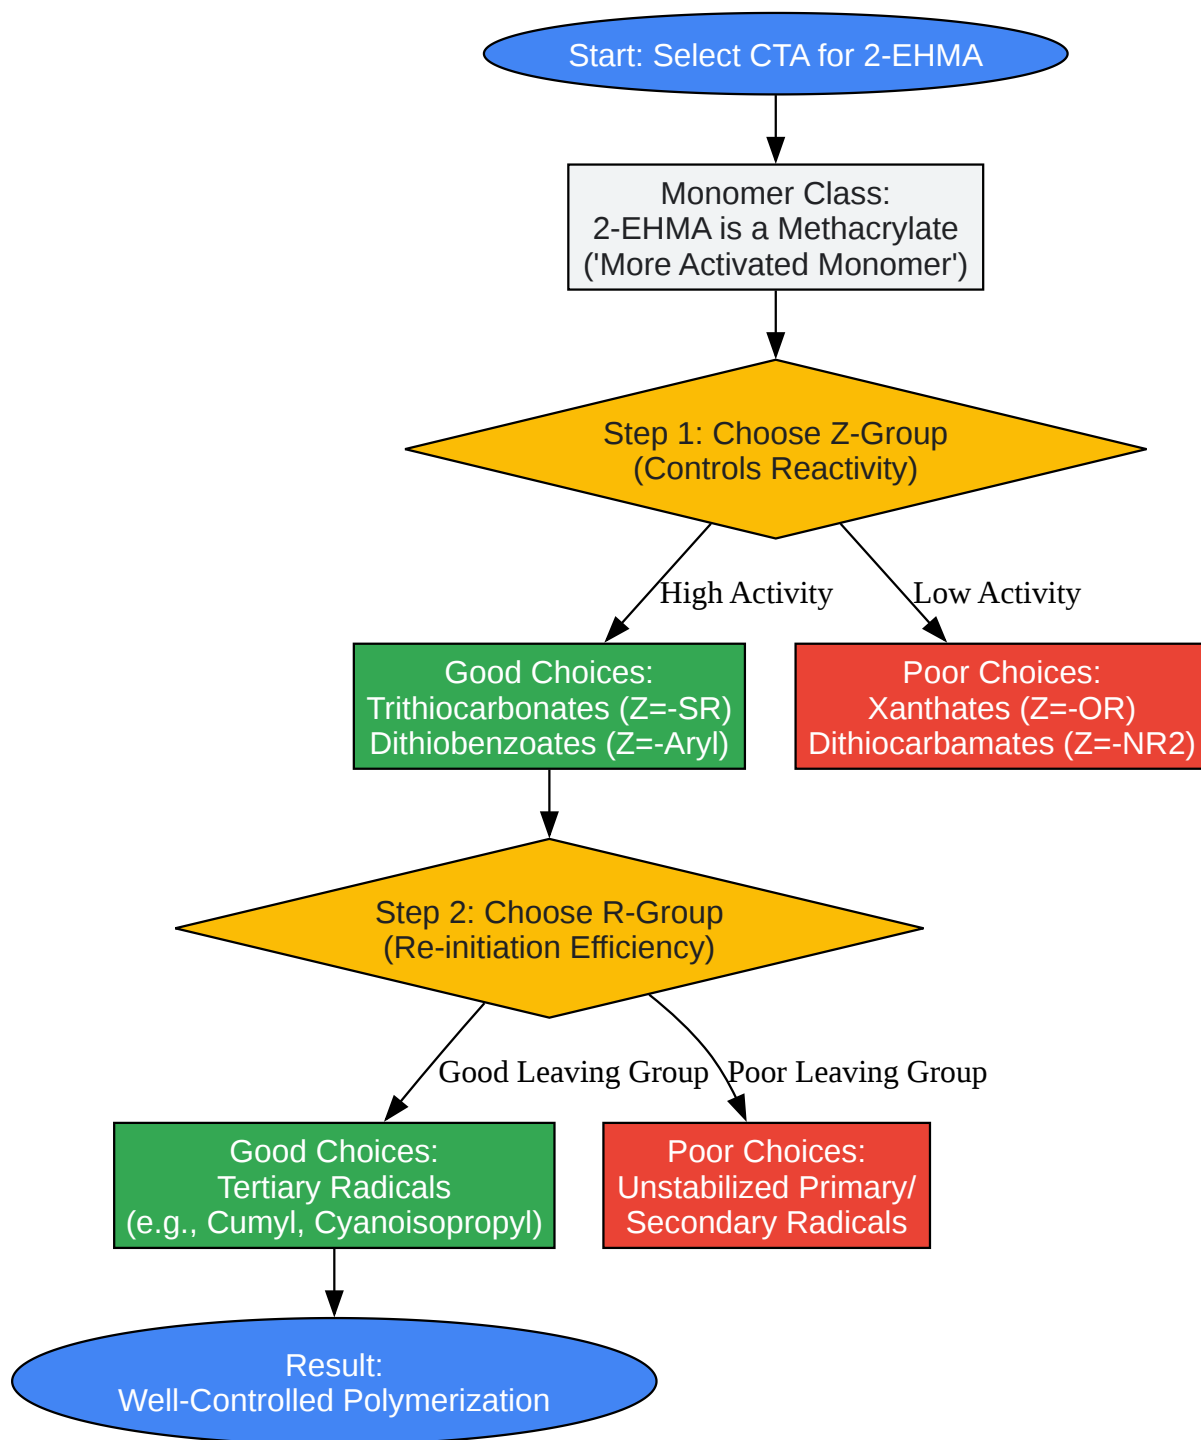 Start: Select CTA for 2-EHMA
Monomer Class:
2-EHMA is a Methacrylate
('More Activated Monomer')
Step 1: Choose Z-Group
(Controls Reactivity)
High Activity
Low Activity
Good Choices:
Trithiocarbonates (Z=-SR)
Dithiobenzoates (Z=-Aryl)
Poor Choices:
Xanthates (Z=-OR)
Dithiocarbamates (Z=-NR2)
Step 2: Choose R-Group
(Re-initiation Efficiency)
Good Leaving Group
Poor Leaving Group
Good Choices:
Tertiary Radicals
(e.g., Cumyl, Cyanoisopropyl)
Poor Choices:
Unstabilized Primary/
Secondary Radicals
Result:
Well-Controlled Polymerization